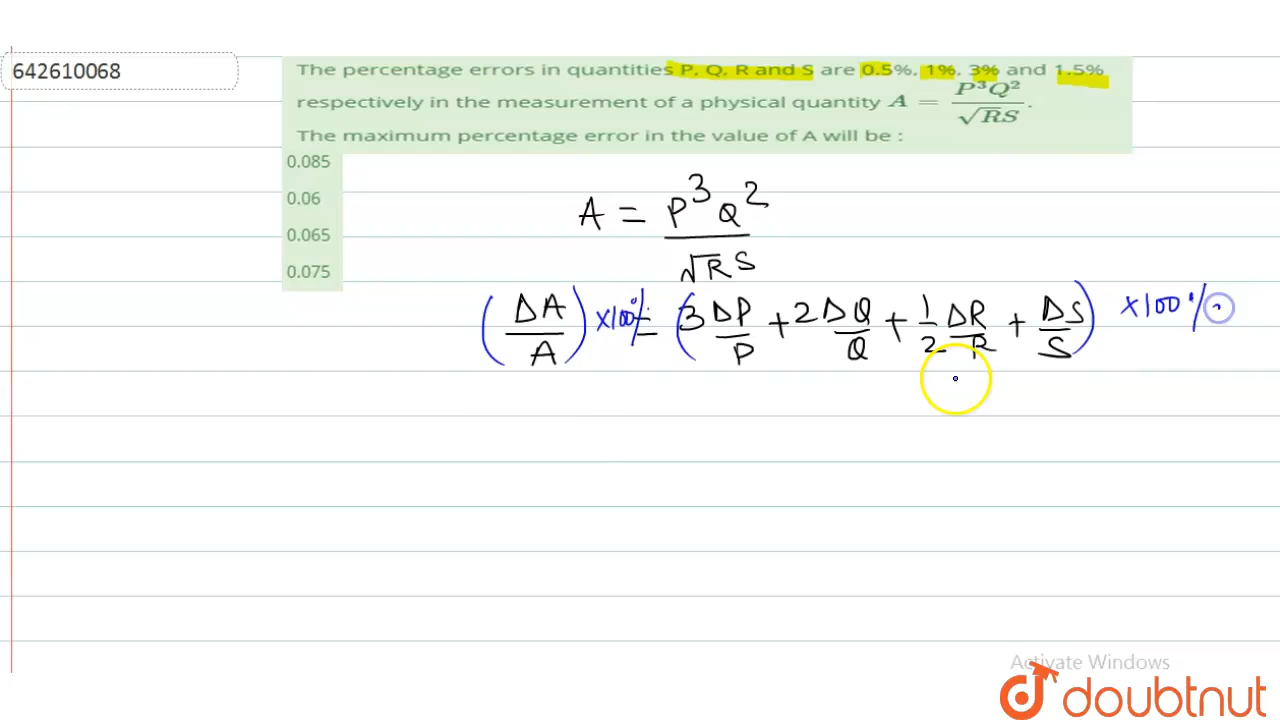 642610068
The percentage errors in quantities P, Q, R and S are 0.5%, 1%, 3% and 1.5%
respectively in the measurement of a physical quantity A = P³Q²/√RS.
The maximum percentage error in the value of A will be :
0.085
0.06
0.065
0.075
A = P³Q²/√RS
(ΔA/A) ×100% = (3 ΔP/P + 2 ΔQ/Q + 1/2 ΔR/R + ΔS/S) ×100%
Activate Windows
doubtnut